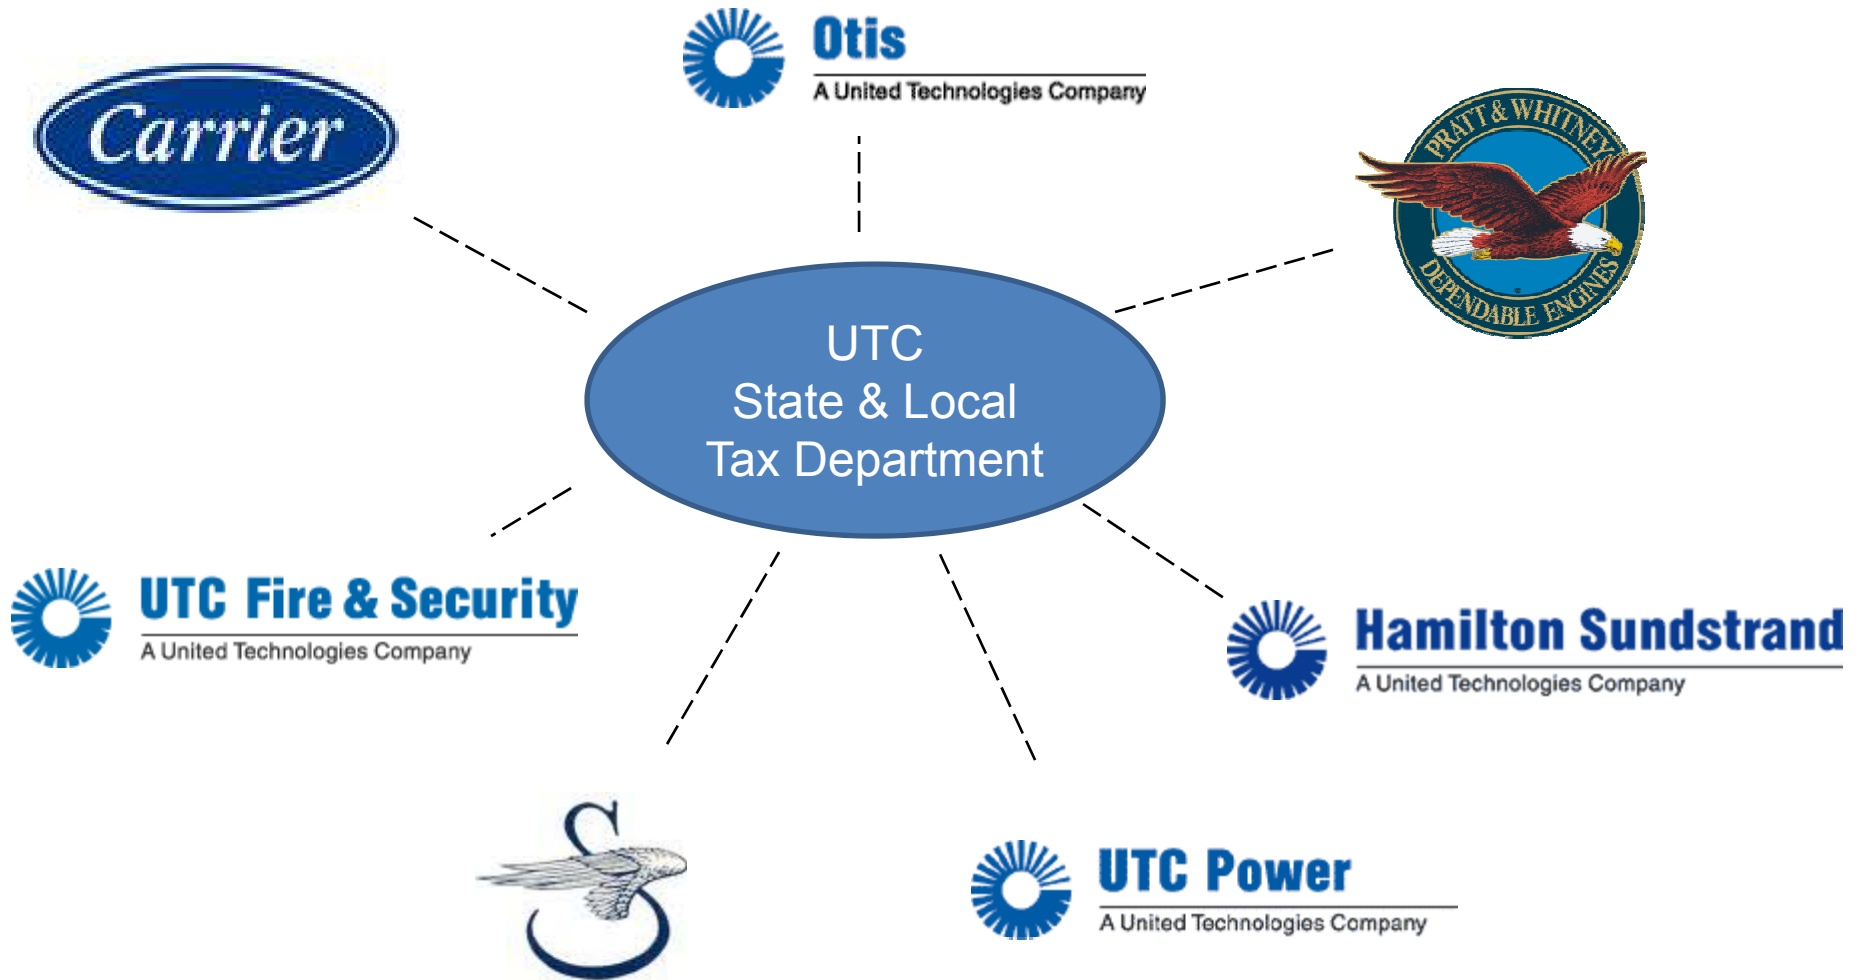 Otis
A United Technologies Company
Carrier
PRATT & WHITNEY
DEPENDABLE ENGINES
UTC
State & Local
Tax Department
UTC Fire & Security
A United Technologies Company
Hamilton Sundstrand
A United Technologies Company
S
UTC Power
A United Technologies Company